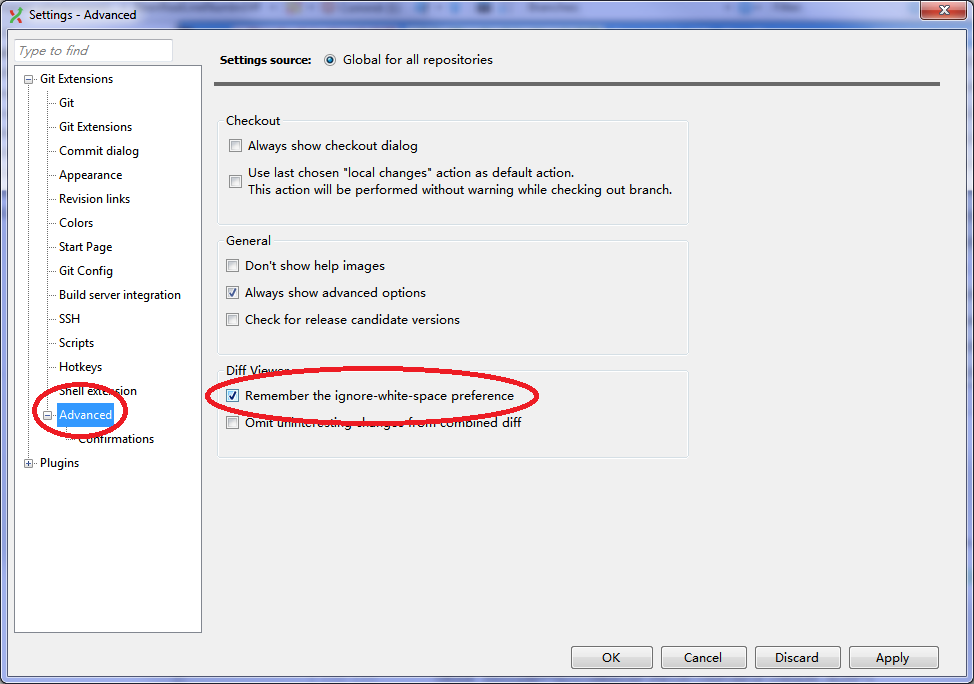 Settings - Advanced
Type to find
Git Extensions
Git
Git Extensions
Commit dialog
Appearance
Revision links
Colors
Start Page
Git Config
Build server integration
SSH
Scripts
Hotkeys
Shell extension
Advanced
Confirmations
Plugins
Settings source: Global for all repositories
Checkout
Always show checkout dialog
Use last chosen "local changes" action as default action.
This action will be performed without warning while checking out branch.
General
Don't show help images
Always show advanced options
Check for release candidate versions
Diff Viewer
Remember the ignore-white-space preference
Omit uninteresting changes from combined diff
OK Cancel Discard Apply